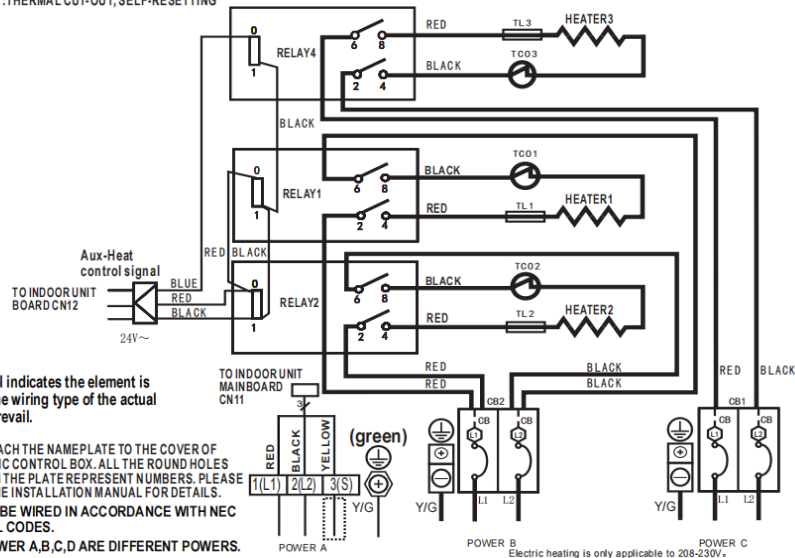 .THERMAL CUT-OUT, SELF-RESETTING
RELAY4
0
1
6 8
2 4
RED
TL3
HEATER3
BLACK
TCO3
BLACK
RELAY1
0
1
6 8
2 4
BLACK
TCO1
RED
TL1
HEATER1
RED BLACK
RELAY2
0
1
6 8
2 4
BLACK
TCO2
RED
TL2
HEATER2
Aux-Heat
control signal
TO INDOOR UNIT
BOARD CN12
BLUE
RED
BLACK
24V~
RED
RED
BLACK
BLACK
RED
BLACK
TO INDOOR UNIT
MAINBOARD
CN11
3
RED
BLACK
YELLOW
(green)
1(L1) 2(L2) 3(S)
Y/G
POWER A
CB2
CB CB
L1 L2
L1 L2
Y/G
POWER B
CB1
CB CB
L1 L2
L1 L2
Y/G
POWER C
indicates the element is
wiring type of the actual
THE COVER OF
CONTROL BOX. ALL THE ROUND HOLES
THE PLATE REPRESENT NUMBERS. PLEASE
INSTALLATION MANUAL FOR DETAILS.
BE WIRED IN ACCORDANCE WITH NEC
CODES.
A,B,C,D ARE DIFFERENT POWERS.
Electric heating is only applicable to 208-230V。